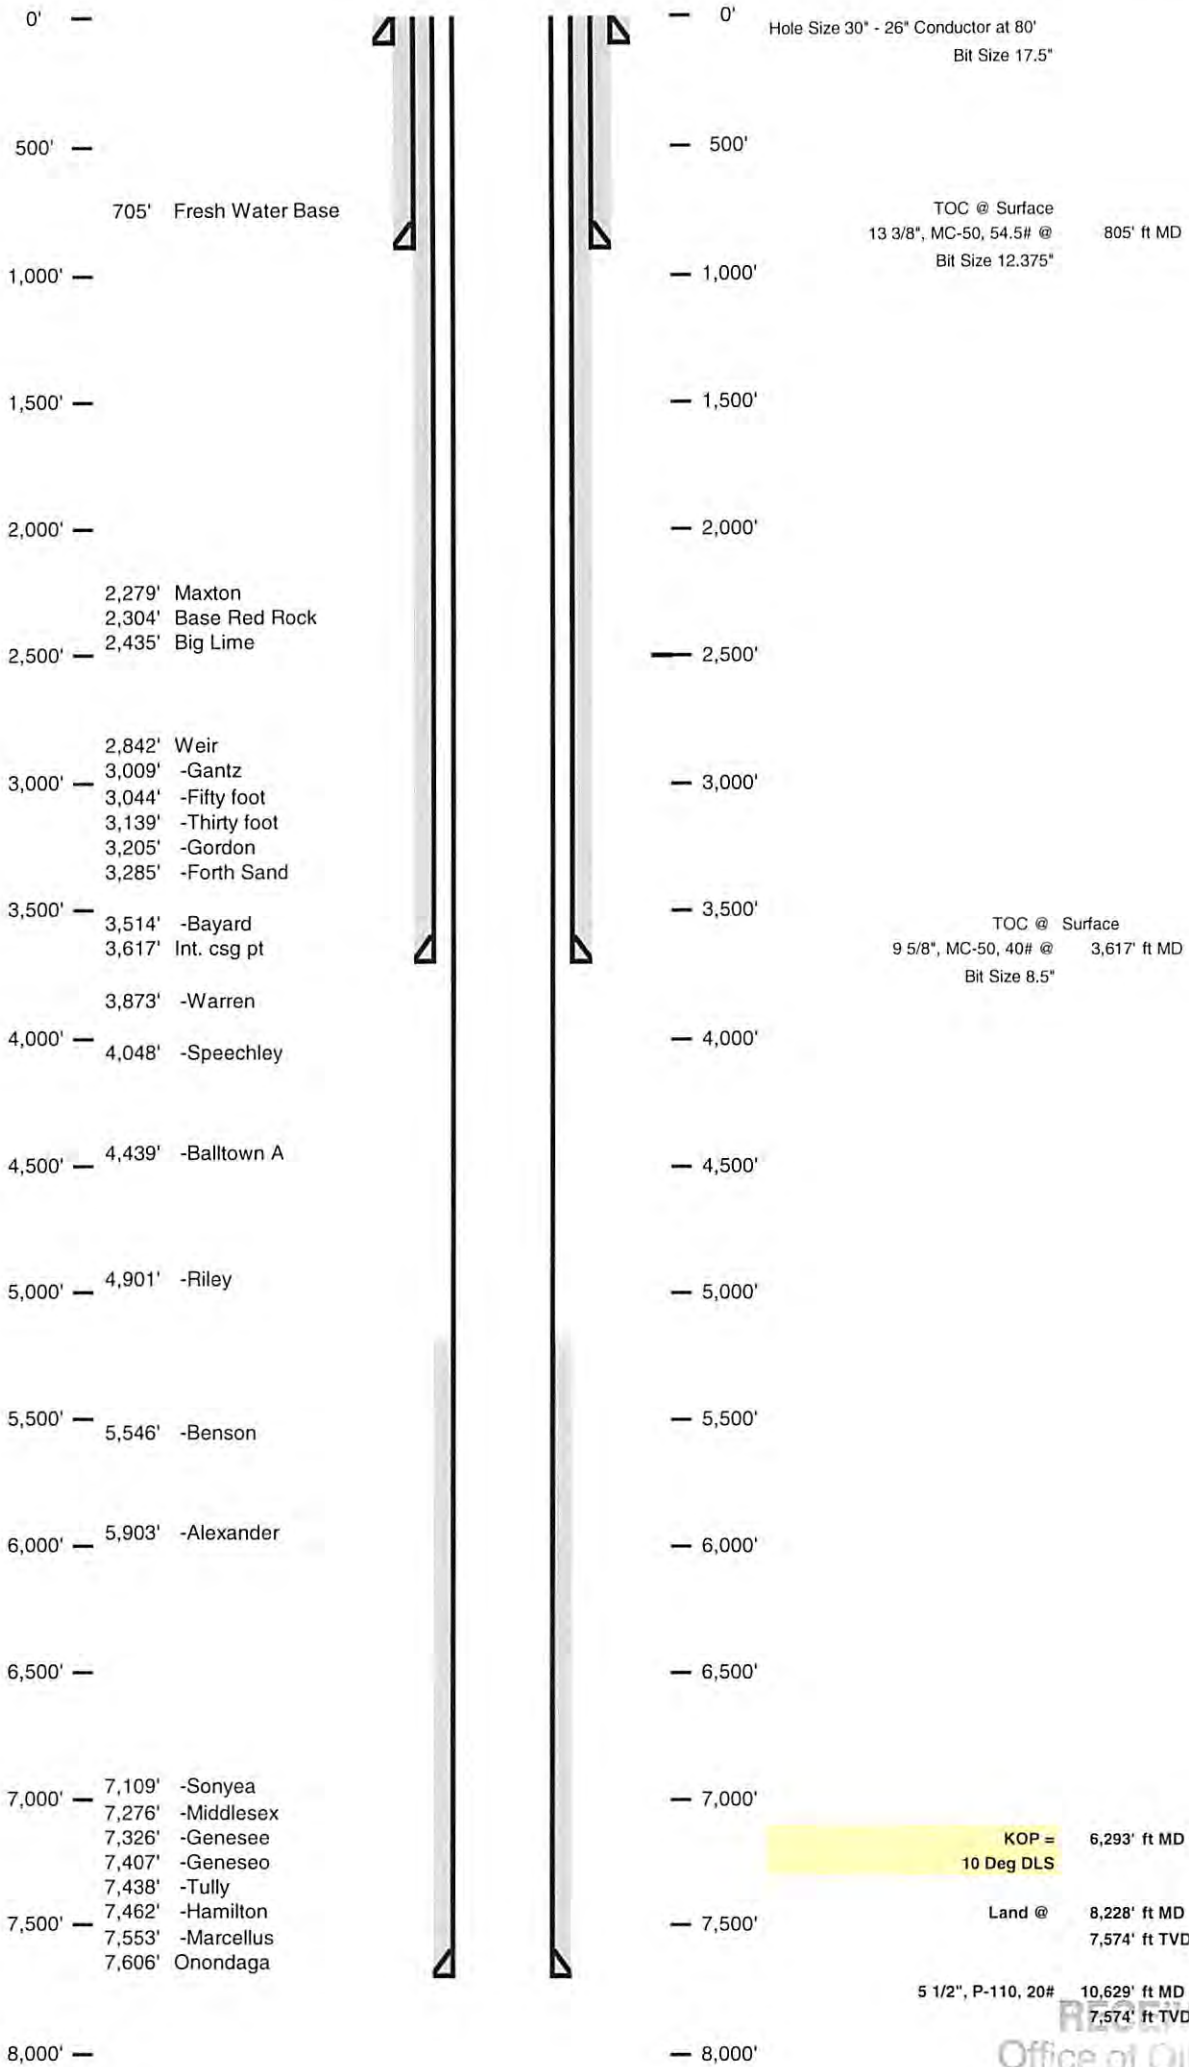 0' 0' Hole Size 30" - 26" Conductor at 80'
Bit Size 17.5"
500' 500'
705' Fresh Water Base TOC @ Surface
13 3/8", MC-50, 54.5# @ 805' ft MD
Bit Size 12.375"
1,000' 1,000'
1,500' 1,500'
2,000' 2,000'
2,279' Maxton
2,304' Base Red Rock
2,435' Big Lime
2,500' 2,500'
2,842' Weir
3,009' -Gantz
3,000' 3,000'
3,044' -Fifty foot
3,139' -Thirty foot
3,205' -Gordon
3,285' -Forth Sand
3,500' 3,500'
3,514' -Bayard TOC @ Surface
3,617' Int. csg pt 9 5/8", MC-50, 40# @ 3,617' ft MD
Bit Size 8.5"
3,873' -Warren
4,000' 4,000'
4,048' -Speechley
4,439' -Balltown A
4,500' 4,500'
4,901' -Riley
5,000' 5,000'
5,500' 5,500'
5,546' -Benson
5,903' -Alexander
6,000' 6,000'
6,500' 6,500'
7,109' -Sonyea
7,000' 7,000'
7,276' -Middlesex
7,326' -Genesee KOP = 6,293' ft MD
7,407' -Geneseo 10 Deg DLS
7,438' -Tully
7,462' -Hamilton Land @ 8,228' ft MD
7,500' 7,500'
7,553' -Marcellus 7,574' ft TVD
7,606' Onondaga
5 1/2", P-110, 20# 10,629' ft MD
7,574' ft TVD
Office of
8,000' 8,000'